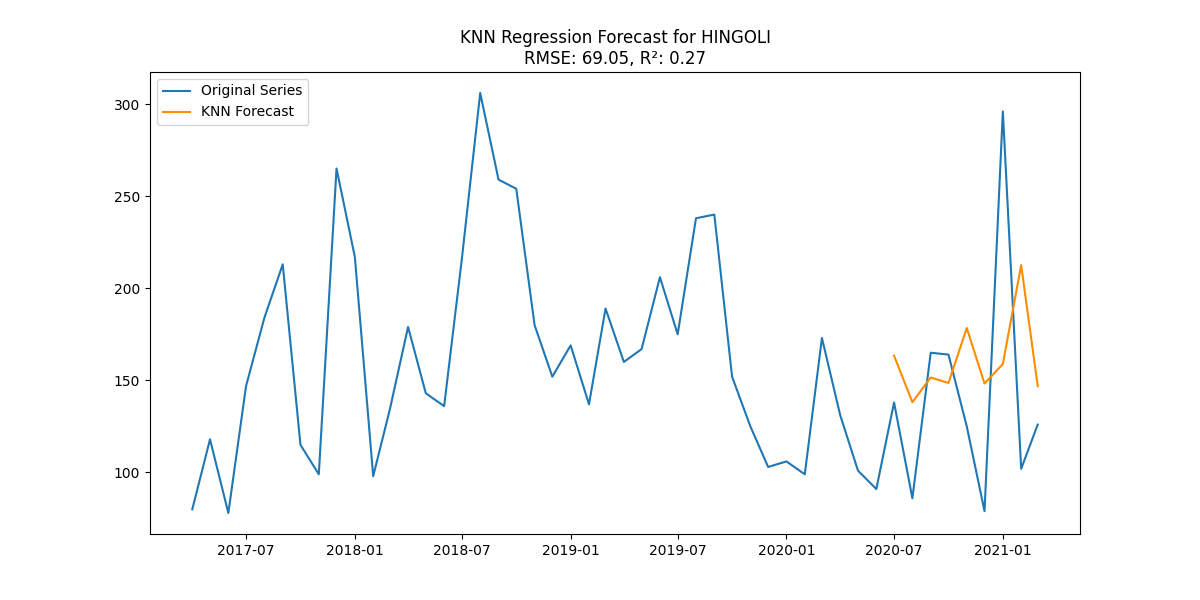 KNN Regression Forecast for HINGOLI
RMSE: 69.05, R²: 0.27
Original Series
KNN Forecast
300
250
200
150
100
2017-07 2018-01 2018-07 2019-01 2019-07 2020-01 2020-07 2021-01